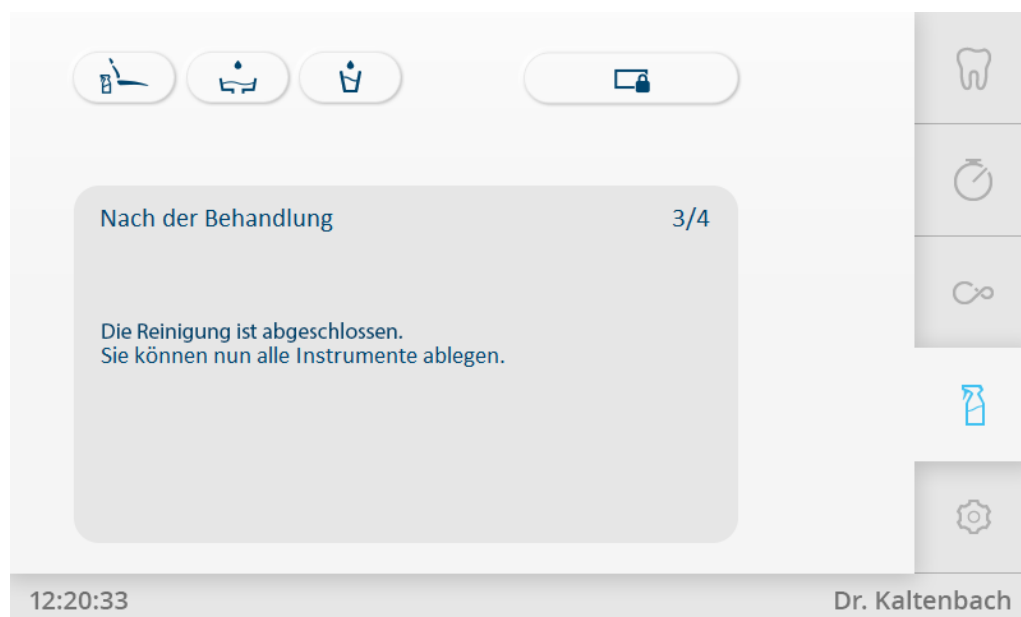 Nach der Behandlung 3/4
Die Reinigung ist abgeschlossen.
Sie können nun alle Instrumente ablegen.
12:20:33 Dr. Kaltenbach